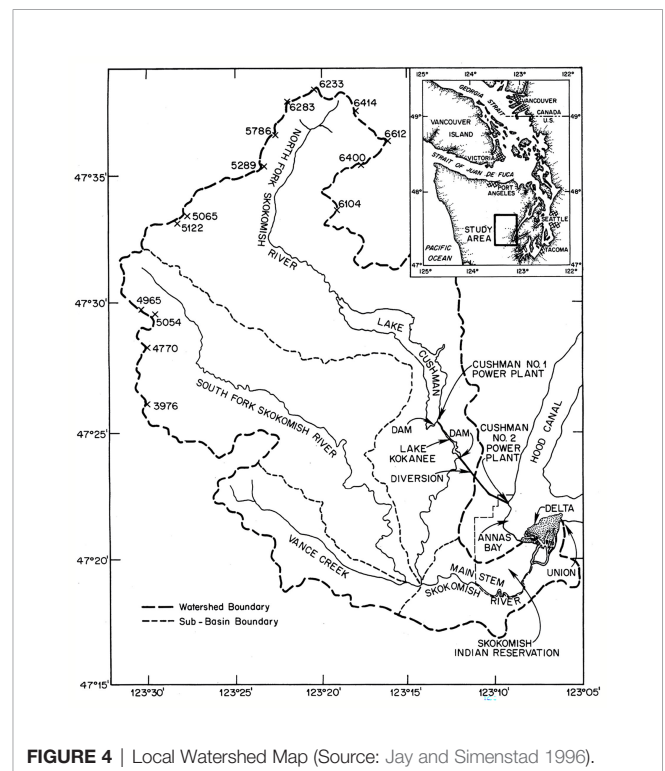 6233
6283
6414
5786
6612
5289
6400
6104
5065
5122
4965
5054
4770
3976
NORTH FORK SKOKOMISH
RIVER
LAKE
CUSHMAN
CUSHMAN NO. 1
POWER PLANT
SOUTH FORK SKOKOMISH RIVER
DAM
DAM
LAKE
KOKANEE
CUSHMAN
NO. 2
POWER
PLANT
HOOD CANAL
DIVERSION
DELTA
ANNAS
BAY
VANCE CREEK
MAIN STEM
SKOKOMISH
RIVER
UNION
SKOKOMISH
INDIAN RESERVATION
Watershed Boundary
Sub-Basin Boundary
47°35'
47°30'
47°25'
47°20'
47°15'
123°30'
123°25'
123°20'
123°15'
123°10'
123°05'
125°
124°
123°
122°
GEORGIA STRAIT
VANCOUVER
CANADA
U.S.
49°
49°
VANCOUVER
ISLAND
VICTORIA
STRAIT OF JUAN DE FUCA
PORT
ANGELES
48°
48°
SEATTLE
STUDY
AREA
TACOMA
PACIFIC
OCEAN
47°
47°
125°
124°
123°
122°
FIGURE 4 | Local Watershed Map (Source: Jay and Simenstad 1996).